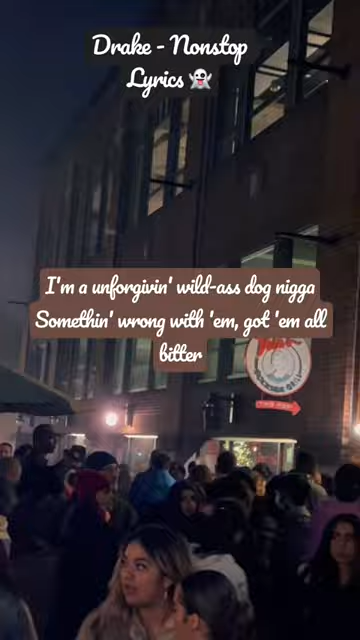 Drake - Nonstop
Lyrics 👻
I'm a unforgivin' wild-ass dog nigga
Somethin' wrong with 'em, got 'em all
bitter